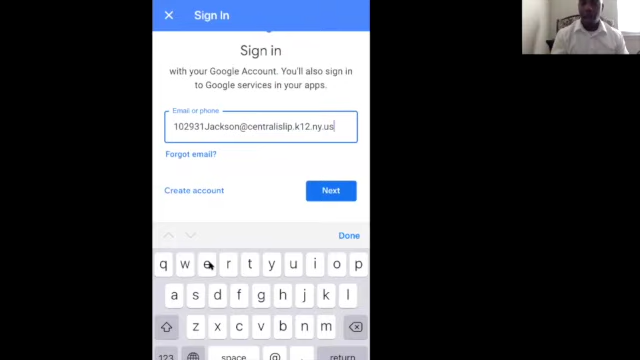 Sign In
Sign in
with your Google Account. You'll also sign in
to Google services in your apps.
Email or phone
102931Jackson@centralislip.k12.ny.us
Forgot email?
Create account
Next
Done
q w e r t y u i o p
a s d f g h j k l
z x c v b n m
123 space @ . return